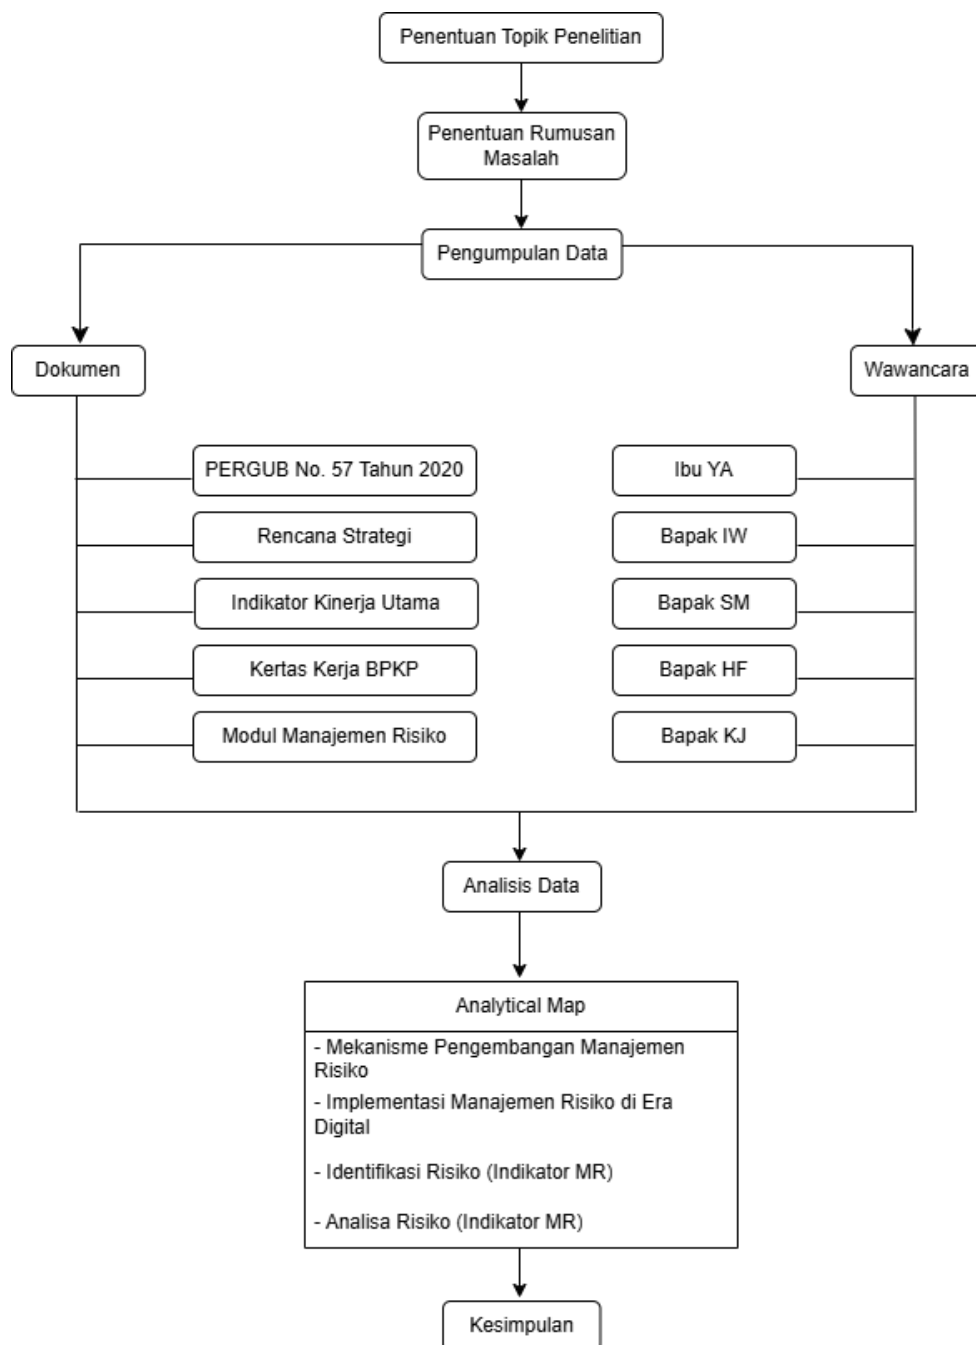 Penentuan Topik Penelitian
Penentuan Rumusan
Masalah
Pengumpulan Data
Dokumen
Wawancara
PERGUB No. 57 Tahun 2020
Ibu YA
Rencana Strategi
Bapak IW
Indikator Kinerja Utama
Bapak SM
Kertas Kerja BPKP
Bapak HF
Modul Manajemen Risiko
Bapak KJ
Analisis Data
Analytical Map
- Mekanisme Pengembangan Manajemen
Risiko
- Implementasi Manajemen Risiko di Era
Digital
- Identifikasi Risiko (Indikator MR)
- Analisa Risiko (Indikator MR)
Kesimpulan